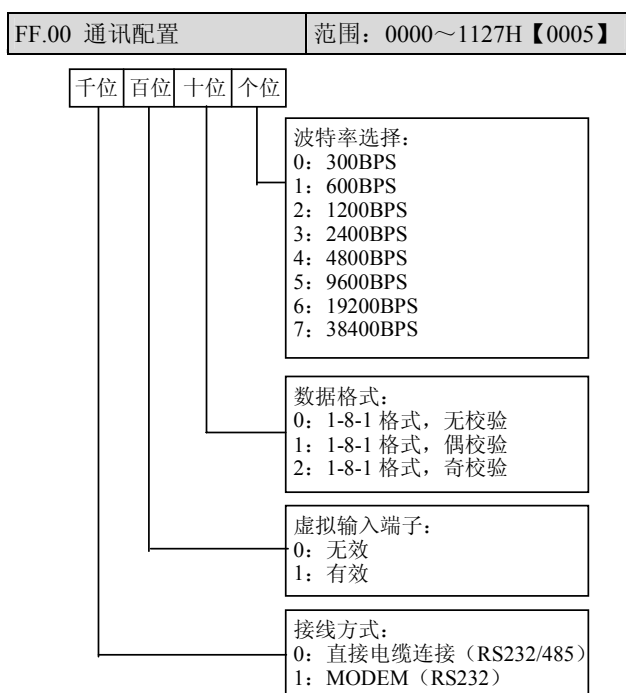 FF.00 通讯配置 范围：0000～1127H【0005】
千位 百位 十位 个位
波特率选择：
0：300BPS
1：600BPS
2：1200BPS
3：2400BPS
4：4800BPS
5：9600BPS
6：19200BPS
7：38400BPS
数据格式：
0：1-8-1 格式，无校验
1：1-8-1 格式，偶校验
2：1-8-1 格式，奇校验
虚拟输入端子：
0：无效
1：有效
接线方式：
0：直接电缆连接（RS232/485）
1：MODEM（RS232）